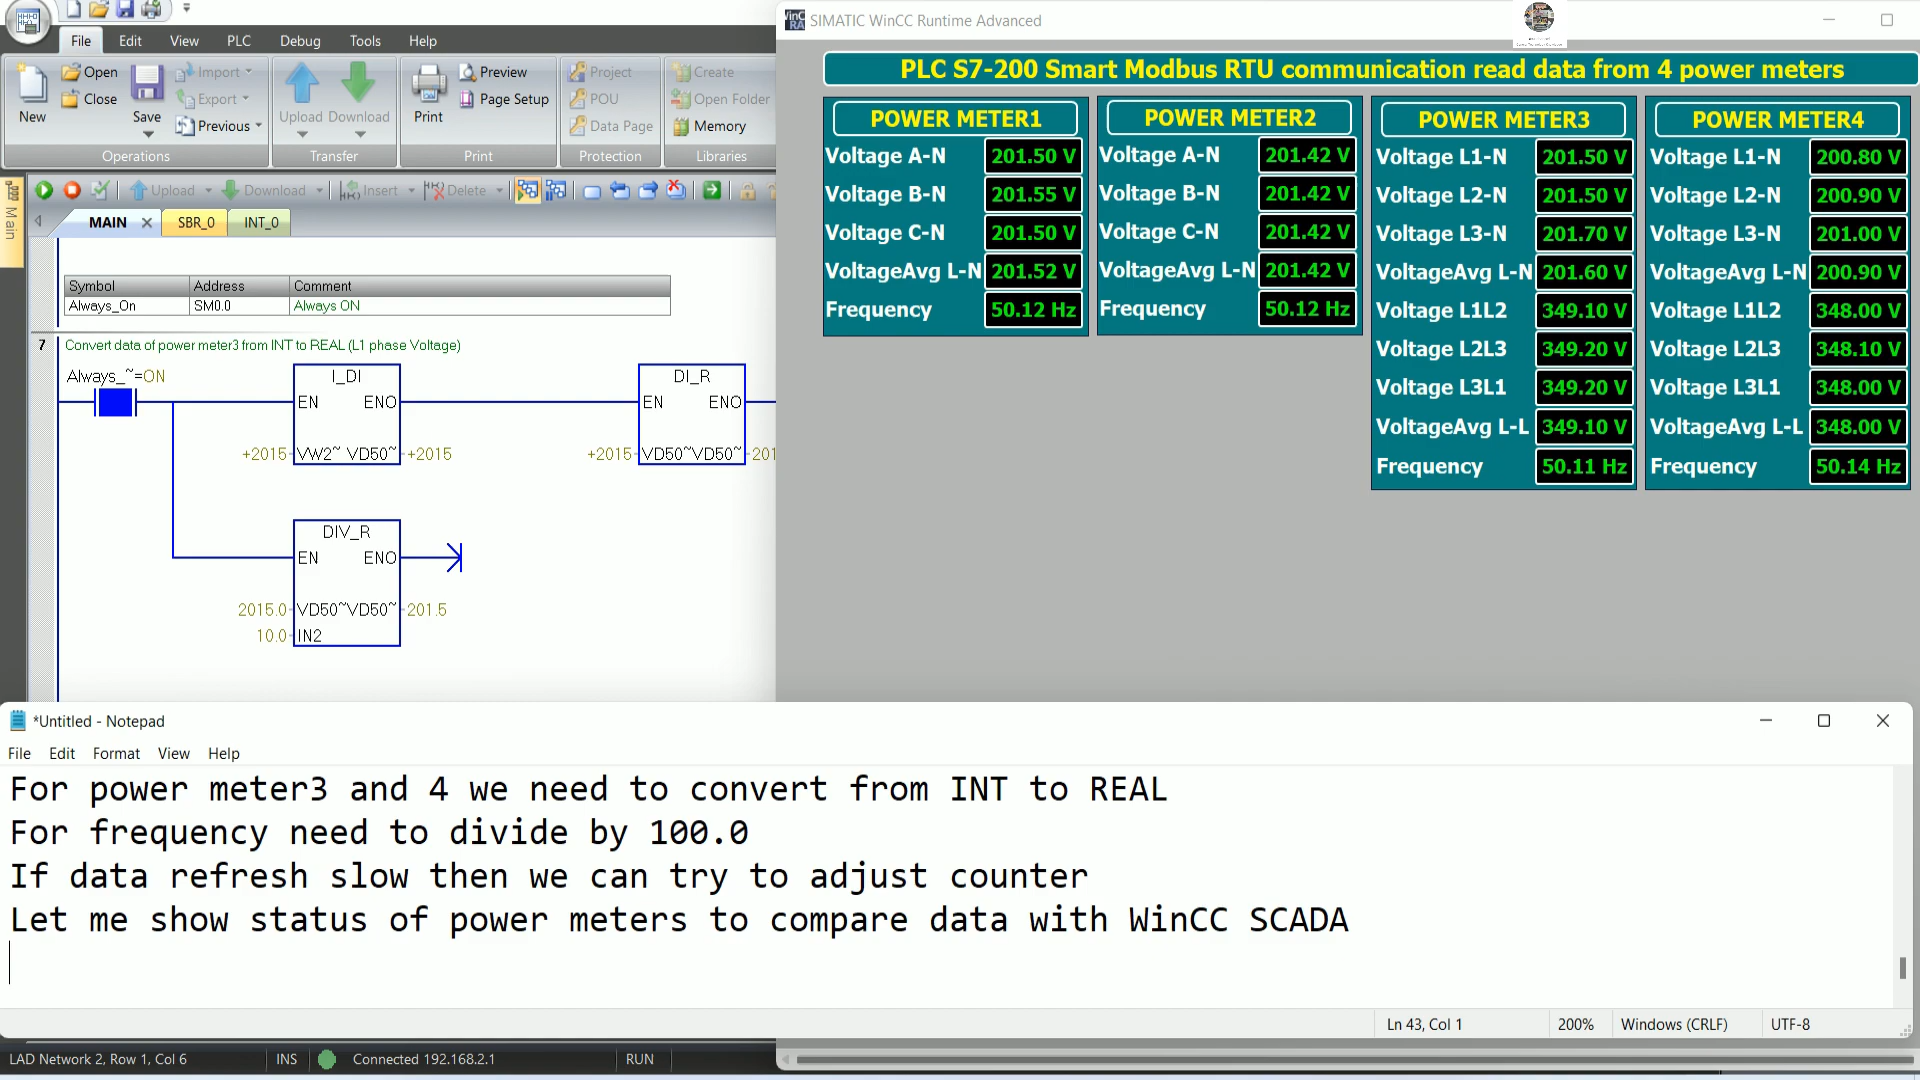 File Edit View PLC Debug Tools Help
New Open Close Save Import Export Previous
Operations
Upload Download
Transfer
Print Preview Page Setup
Print
Project POU Data Page
Protection
Create Open Folder Memory
Libraries
Main
Upload Download Insert Delete
MAIN SBR_0 INT_0
Symbol Address Comment
Always_On SM0.0 Always ON
7 Convert data of power meter3 from INT to REAL (L1 phase Voltage)
Always_~=ON
I_DI
EN ENO
+2015 VW2~ VD50~ +2015
DI_R
EN ENO
+2015 VD50~ VD50~ 201
DIV_R
EN ENO
2015.0 VD50~ VD50~ 201.5
10.0 IN2
SIMATIC WinCC Runtime Advanced
PLC S7-200 Smart Modbus RTU communication read data from 4 power meters
POWER METER1
Voltage A-N 201.50 V
Voltage B-N 201.55 V
Voltage C-N 201.50 V
VoltageAvg L-N 201.52 V
Frequency 50.12 Hz
POWER METER2
Voltage A-N 201.42 V
Voltage B-N 201.42 V
Voltage C-N 201.42 V
VoltageAvg L-N 201.42 V
Frequency 50.12 Hz
POWER METER3
Voltage L1-N 201.50 V
Voltage L2-N 201.50 V
Voltage L3-N 201.70 V
VoltageAvg L-N 201.60 V
Voltage L1L2 349.10 V
Voltage L2L3 349.20 V
Voltage L3L1 349.20 V
VoltageAvg L-L 349.10 V
Frequency 50.11 Hz
POWER METER4
Voltage L1-N 200.80 V
Voltage L2-N 200.90 V
Voltage L3-N 201.00 V
VoltageAvg L-N 200.90 V
Voltage L1L2 348.00 V
Voltage L2L3 348.10 V
Voltage L3L1 348.00 V
VoltageAvg L-L 348.00 V
Frequency 50.14 Hz
*Untitled - Notepad
File Edit Format View Help
For power meter3 and 4 we need to convert from INT to REAL
For frequency need to divide by 100.0
If data refresh slow then we can try to adjust counter
Let me show status of power meters to compare data with WinCC SCADA
Ln 43, Col 1 200% Windows (CRLF) UTF-8
LAD Network 2, Row 1, Col 6 INS Connected 192.168.2.1 RUN